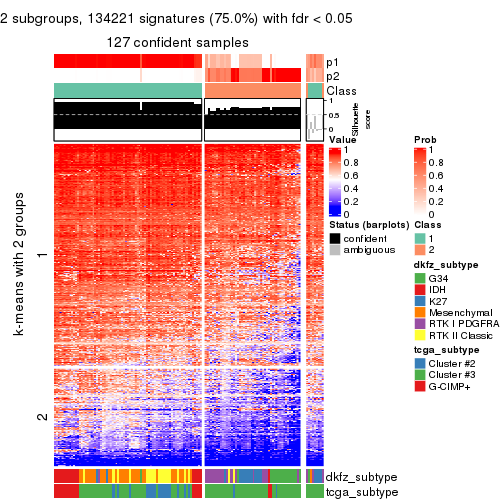 2 subgroups, 134221 signatures (75.0%) with fdr < 0.05
127 confident samples
p1
p2
Class
1
0.5
0
Silhouette
score
k-means with 2 groups
1
2
Value
1
0.8
0.6
0.4
0.2
0
Prob
1
0.8
0.6
0.4
0.2
0
Status (barplots)
confident
ambiguous
Class
1
2
dkfz_subtype
G34
IDH
K27
Mesenchymal
RTK I PDGFRA
RTK II Classic
tcga_subtype
Cluster #2
Cluster #3
G-CIMP+
dkfz_subtype
tcga_subtype